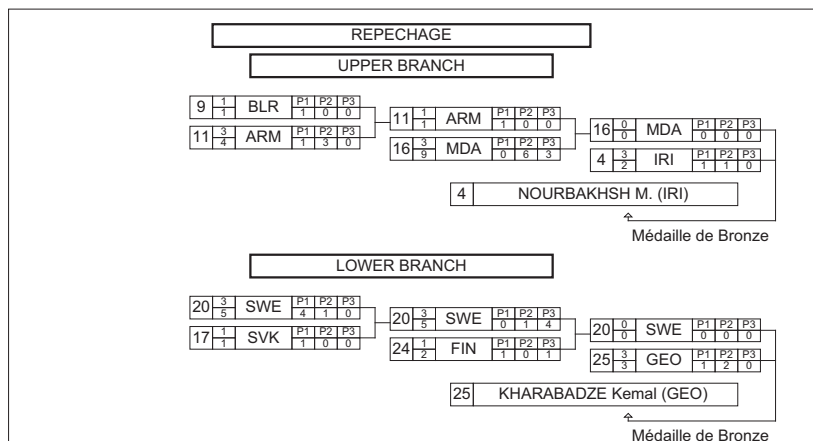 REPECHAGE
UPPER BRANCH
9 1 1 BLR P1 P2 P3 1 0 0
11 3 4 ARM P1 P2 P3 1 3 0
11 1 1 ARM P1 P2 P3 1 0 0
16 3 9 MDA P1 P2 P3 0 6 3
16 0 0 MDA P1 P2 P3 0 0 0
4 3 2 IRI P1 P2 P3 1 1 0
4 NOURBAKHSH M. (IRI)
Médaille de Bronze
LOWER BRANCH
20 3 5 SWE P1 P2 P3 4 1 0
17 1 1 SVK P1 P2 P3 1 0 0
20 3 5 SWE P1 P2 P3 0 1 4
24 1 2 FIN P1 P2 P3 1 0 1
20 0 0 SWE P1 P2 P3 0 0 0
25 3 3 GEO P1 P2 P3 1 2 0
25 KHARABADZE Kemal (GEO)
Médaille de Bronze